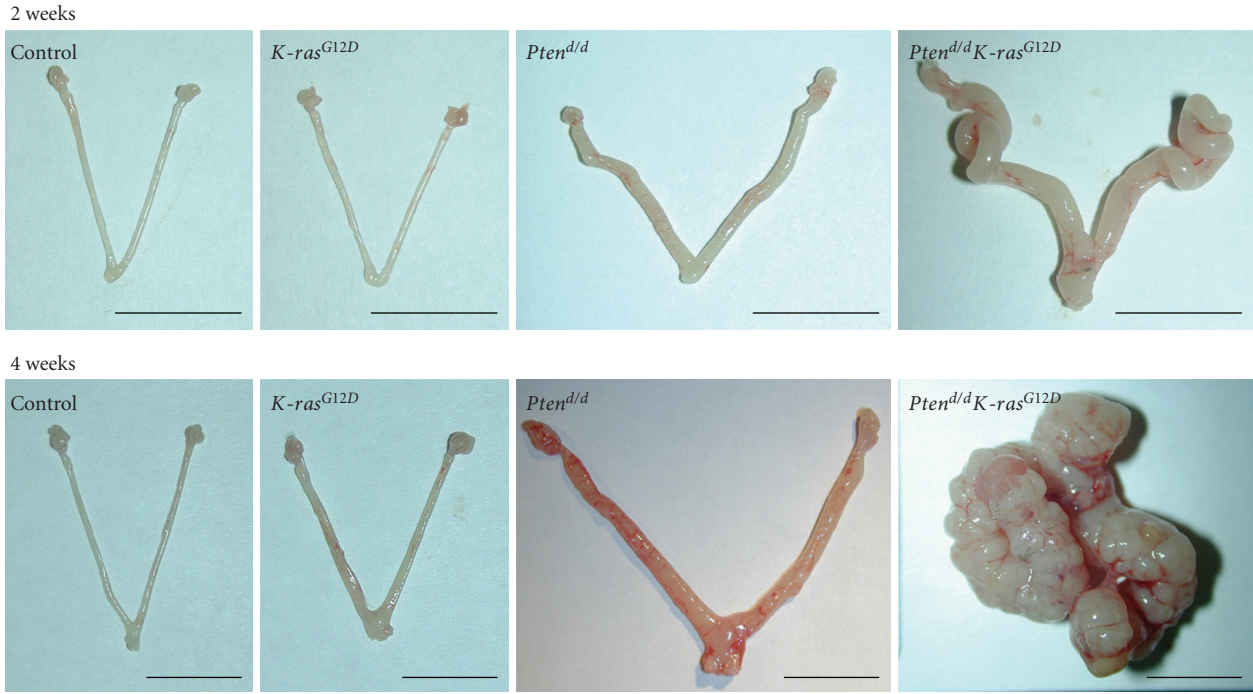 2 weeks
Control
K-ras^G12D
Pten^d/d
Pten^d/d K-ras^G12D
4 weeks
Control
K-ras^G12D
Pten^d/d
Pten^d/d K-ras^G12D